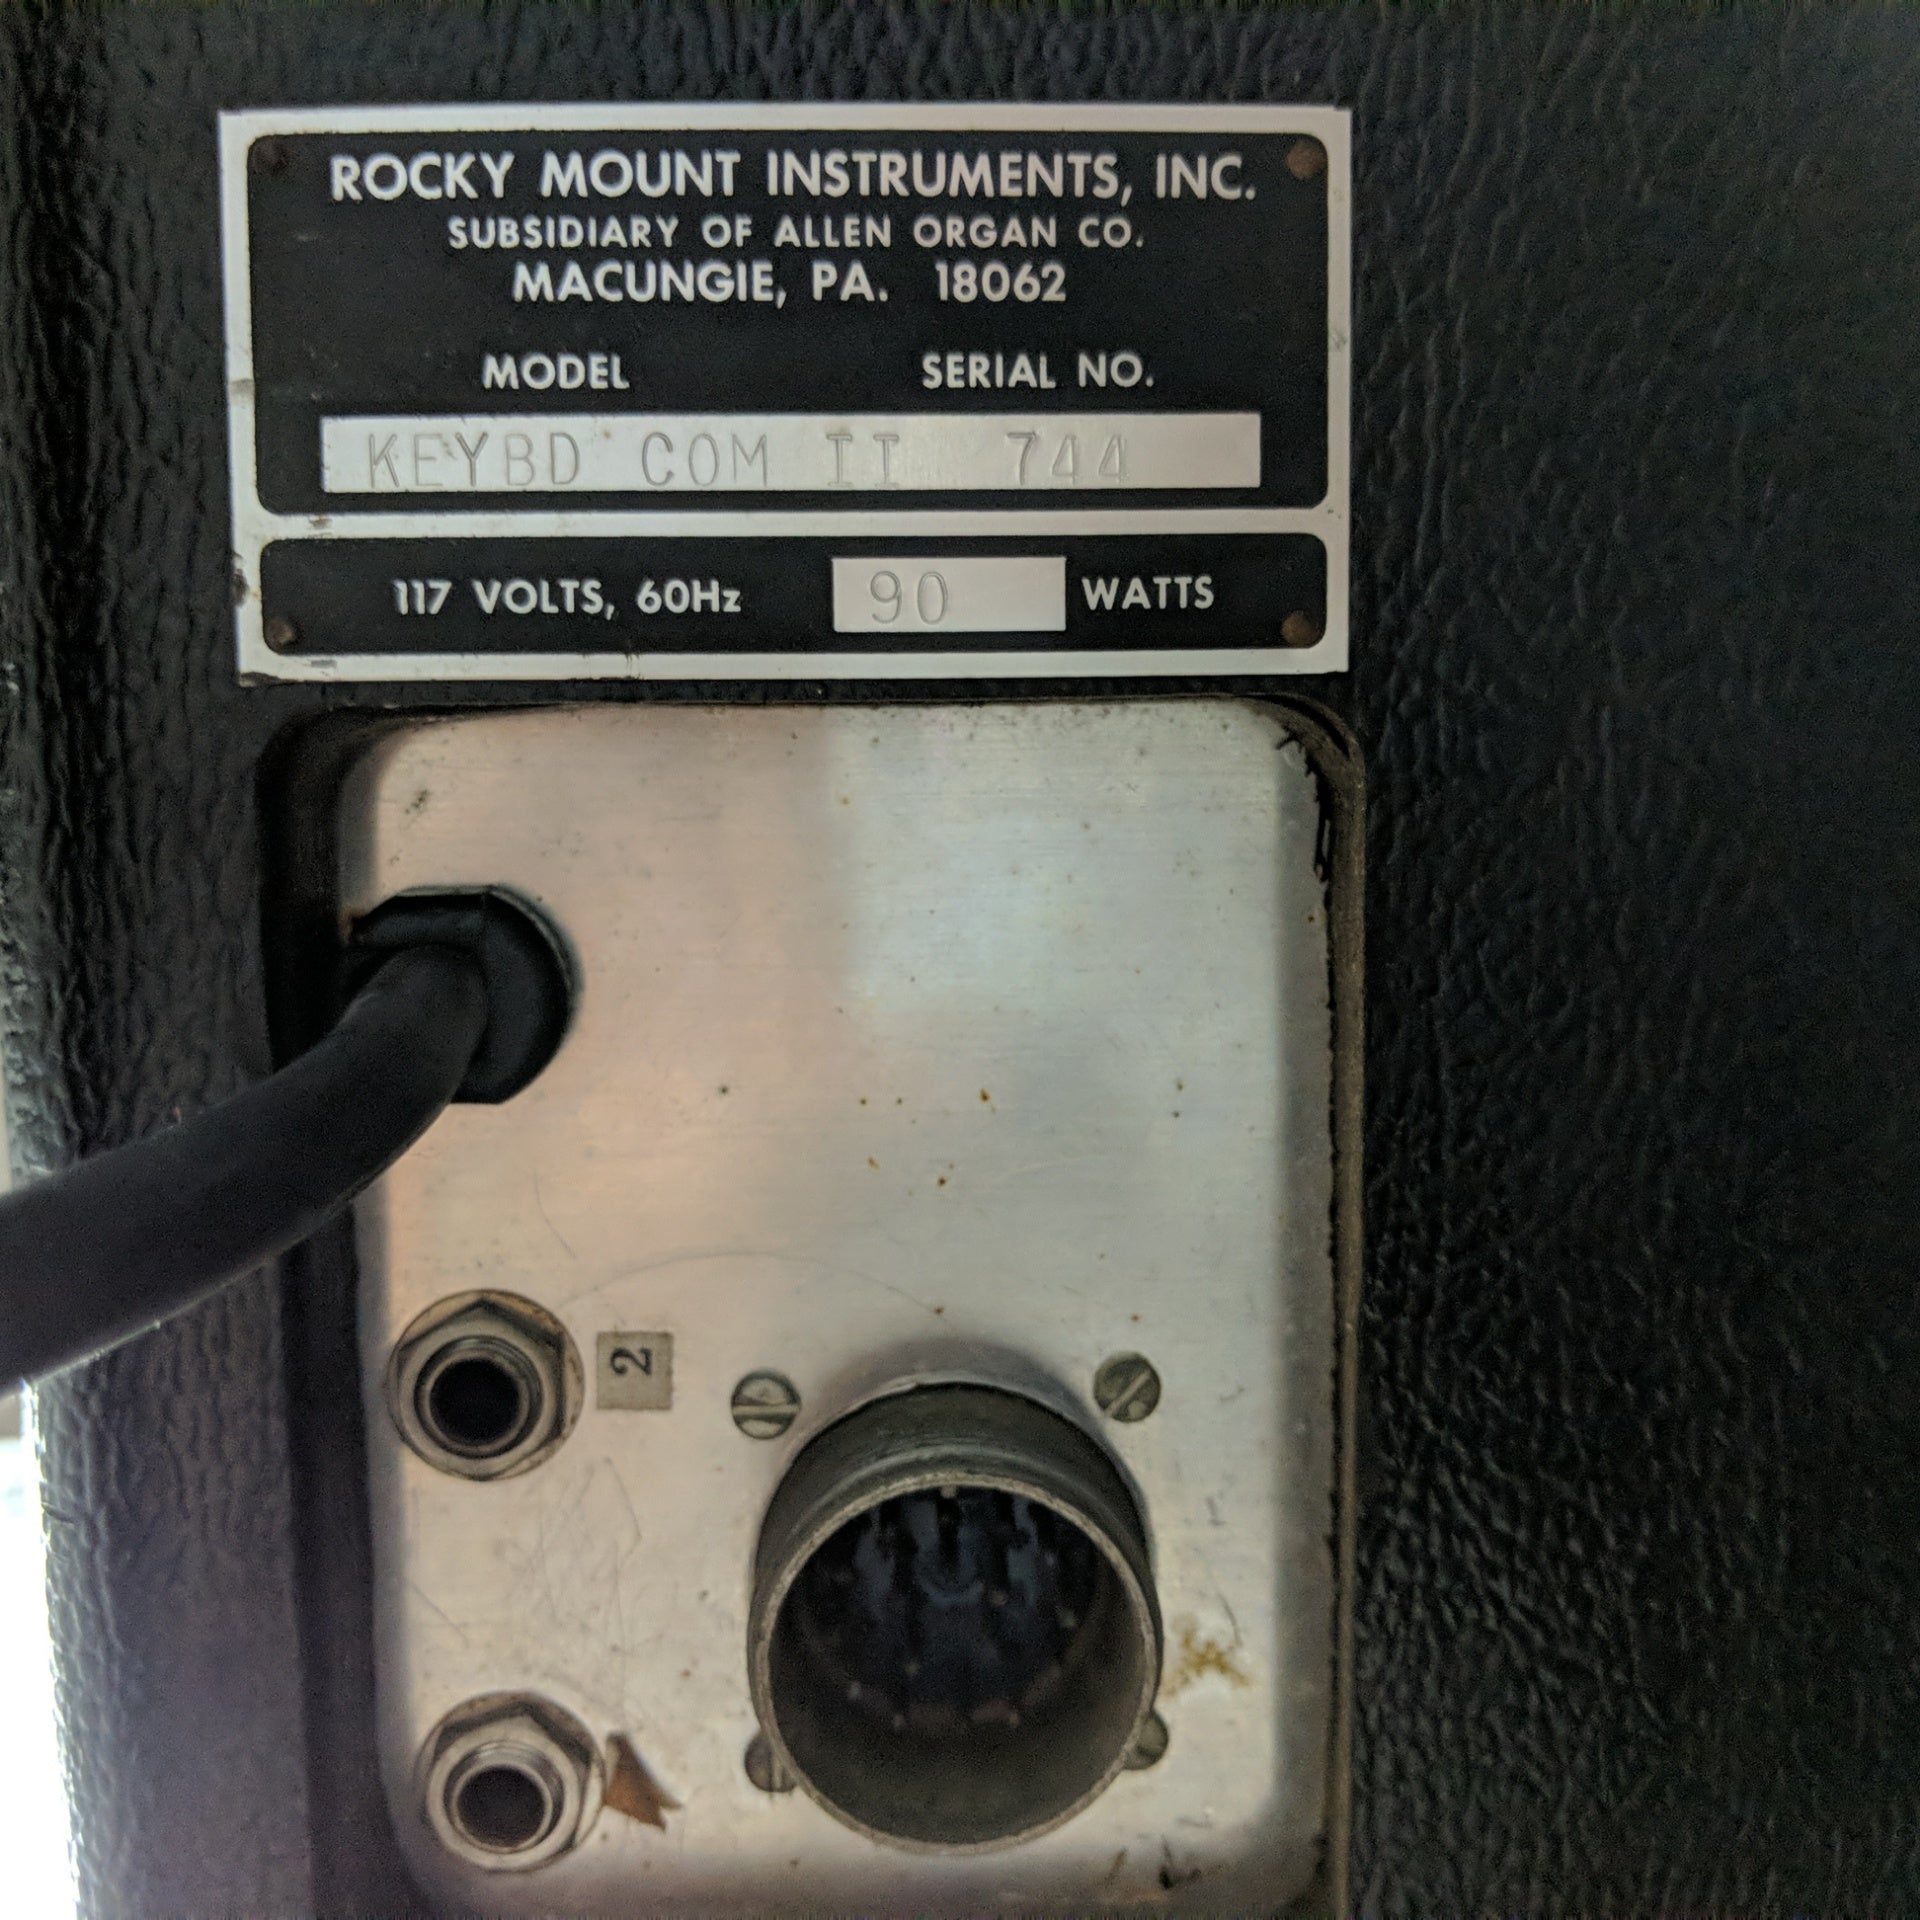 ROCKY MOUNT INSTRUMENTS, INC.
SUBSIDIARY OF ALLEN ORGAN CO.
MACUNGIE, PA. 18062
MODEL SERIAL NO.
KEYBD COM II 744
117 VOLTS, 60Hz 90 WATTS
2